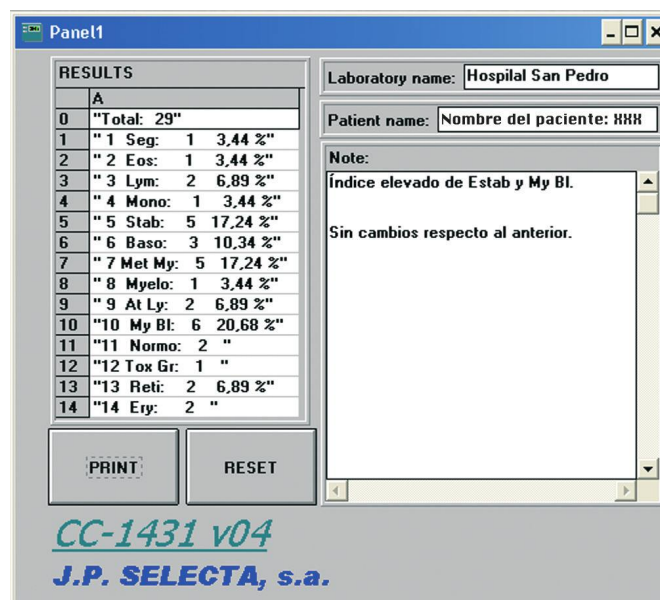 Panel1
RESULTS
A
0 "Total: 29"
1 " 1 Seg: 1 3,44 %"
2 " 2 Eos: 1 3,44 %"
3 " 3 Lym: 2 6,89 %"
4 " 4 Mono: 1 3,44 %"
5 " 5 Stab: 5 17,24 %"
6 " 6 Baso: 3 10,34 %"
7 " 7 Met My: 5 17,24 %"
8 " 8 Myelo: 1 3,44 %"
9 " 9 At Ly: 2 6,89 %"
10 "10 My Bl: 6 20,68 %"
11 "11 Normo: 2 "
12 "12 Tox Gr: 1 "
13 "13 Reti: 2 6,89 %"
14 "14 Ery: 2 "
PRINT
RESET
Laboratory name: Hospilal San Pedro
Patient name: Nombre del paciente: XXX
Note:
Índice elevado de Estab y My Bl.
Sin cambios respecto al anterior.
CC-1431 v04
J.P. SELECTA, s.a.